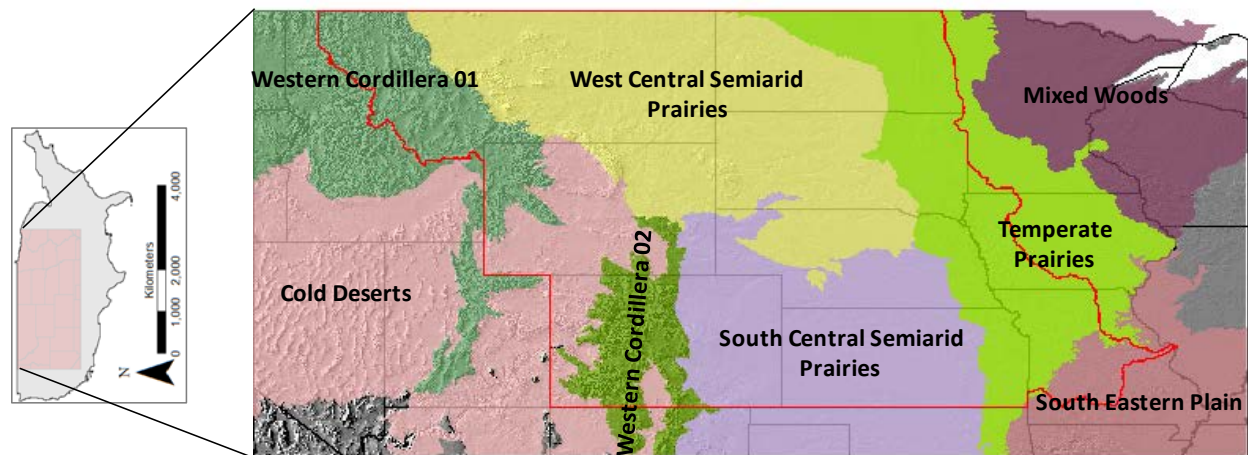 Western Cordillera 01
West Central Semiarid
Prairies
Mixed Woods
Temperate
Prairies
Cold Deserts
Western Cordillera 02
South Central Semiarid
Prairies
South Eastern Plain
N
Kilometers
0
1,000
2,000
4,000